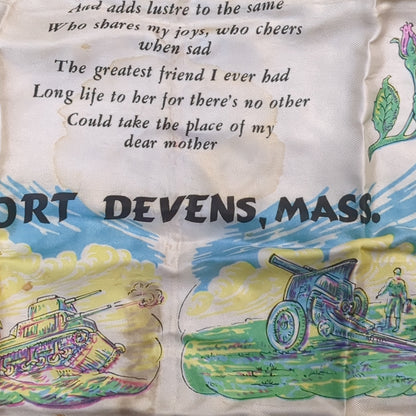 And adds lustre to the same
Who shares my joys, who cheers
when sad
The greatest friend I ever had
Long life to her for there's no other
Could take the place of my
dear mother
ORT DEVENS, MASS.